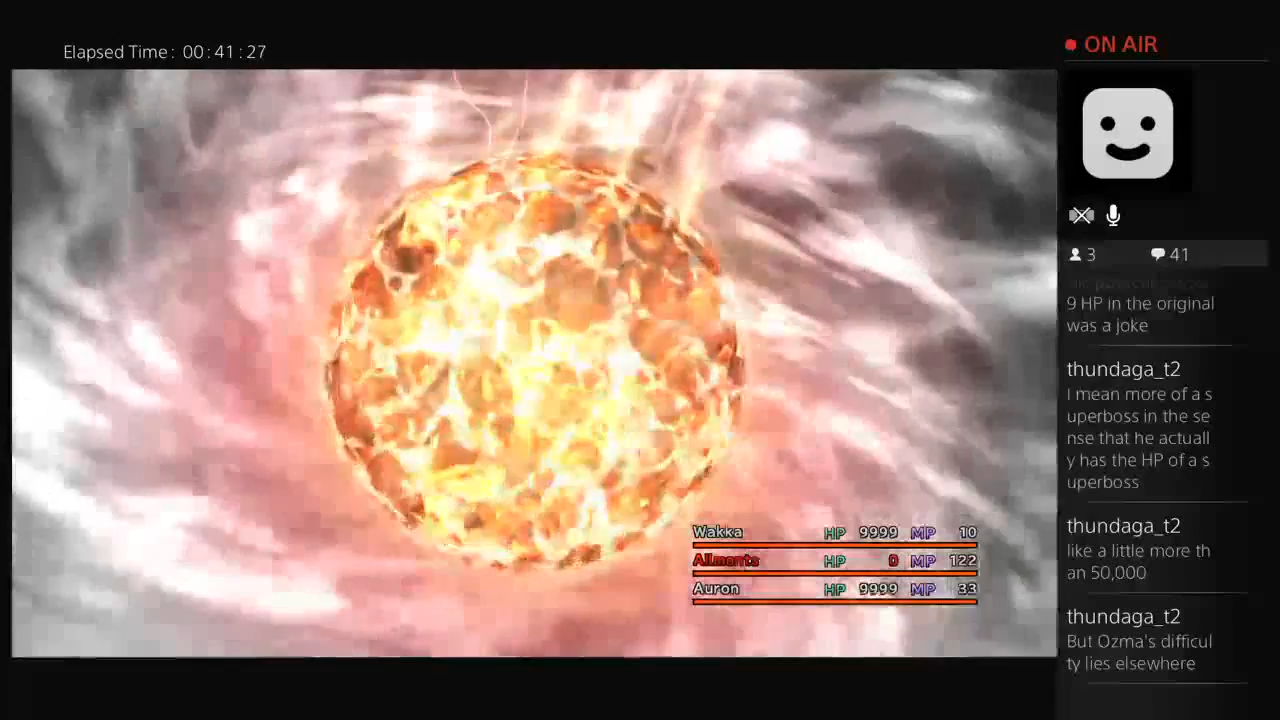 Elapsed Time: 00:41:27
ON AIR
3 41
9 HP in the original
was a joke
thundaga_t2
I mean more of a s
uperboss in the se
nse that he actuall
y has the HP of a s
uperboss
thundaga_t2
like a little more th
an 50,000
thundaga_t2
But Ozma's difficul
ty lies elsewhere
Wakka HP 9999 MP 10
Ailments HP 0 MP 122
Auron HP 9999 MP 33